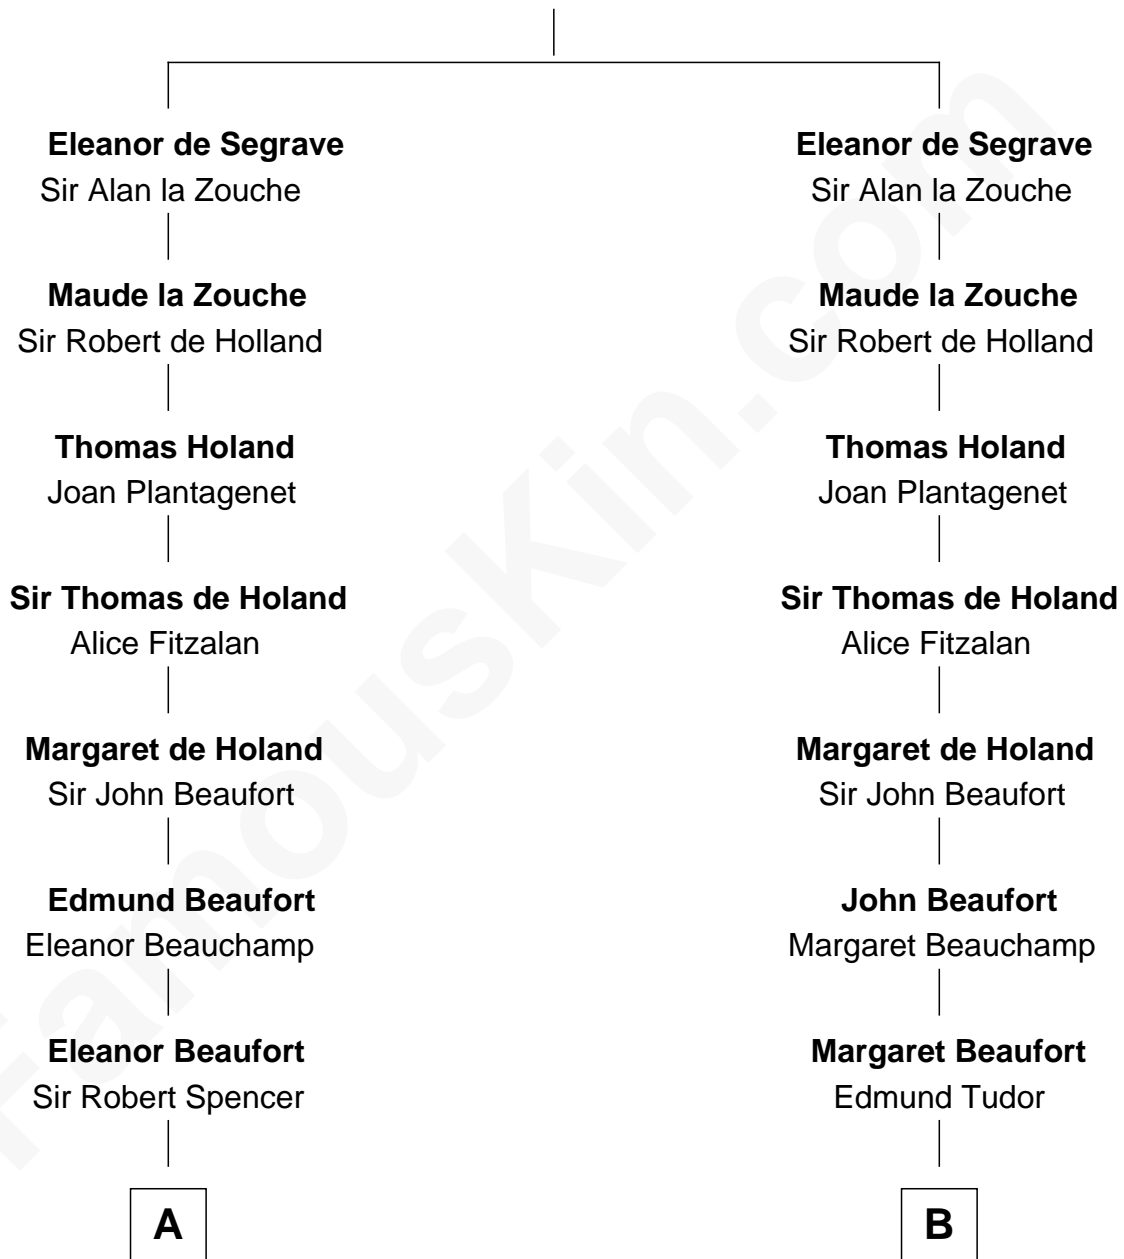 Eleanor de Segrave
Sir Alan la Zouche
Maude la Zouche
Sir Robert de Holland
Thomas Holand
Joan Plantagenet
Sir Thomas de Holand
Alice Fitzalan
Margaret de Holand
Sir John Beaufort
Edmund Beaufort
Eleanor Beauchamp
Eleanor Beaufort
Sir Robert Spencer
A
Eleanor de Segrave
Sir Alan la Zouche
Maude la Zouche
Sir Robert de Holland
Thomas Holand
Joan Plantagenet
Sir Thomas de Holand
Alice Fitzalan
Margaret de Holand
Sir John Beaufort
John Beaufort
Margaret Beauchamp
Margaret Beaufort
Edmund Tudor
B
FamousKin.com